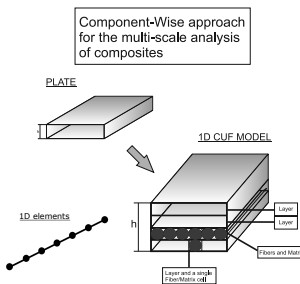 Component-Wise approach
for the multi-scale analysis
of composites
PLATE
1D CUF MODEL
1D elements
h
Layer
Layer
Fibers and Matrix
Layer and a single
Fiber/Matrix cell